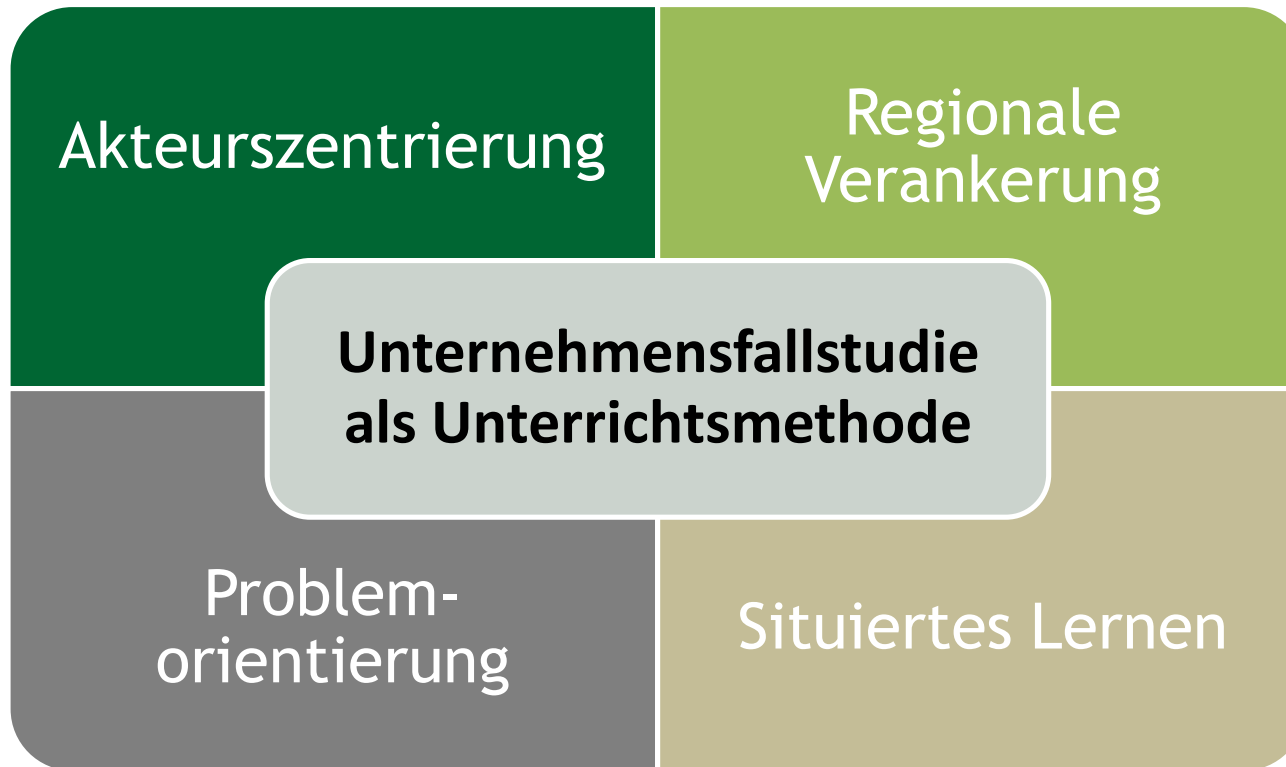 Akteurszentrierung
Regionale
Verankerung
Unternehmensfallstudie
als Unterrichtsmethode
Problem-
orientierung
Situiertes Lernen